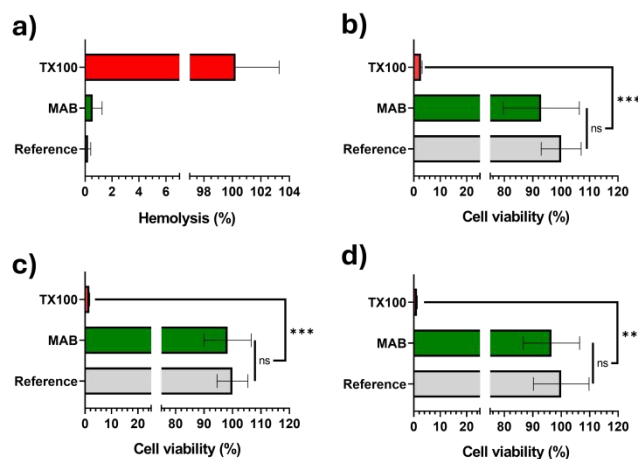 a)
TX100
MAB
Reference
0 2 4 6 98 100 102 104
Hemolysis (%)
b)
TX100
MAB
Reference
ns
***
0 10 20 80 90 100 110 120
Cell viability (%)
c)
TX100
MAB
Reference
ns
***
0 10 20 80 90 100 110 120
Cell viability (%)
d)
TX100
MAB
Reference
ns
**
0 10 20 80 90 100 110 120
Cell viability (%)